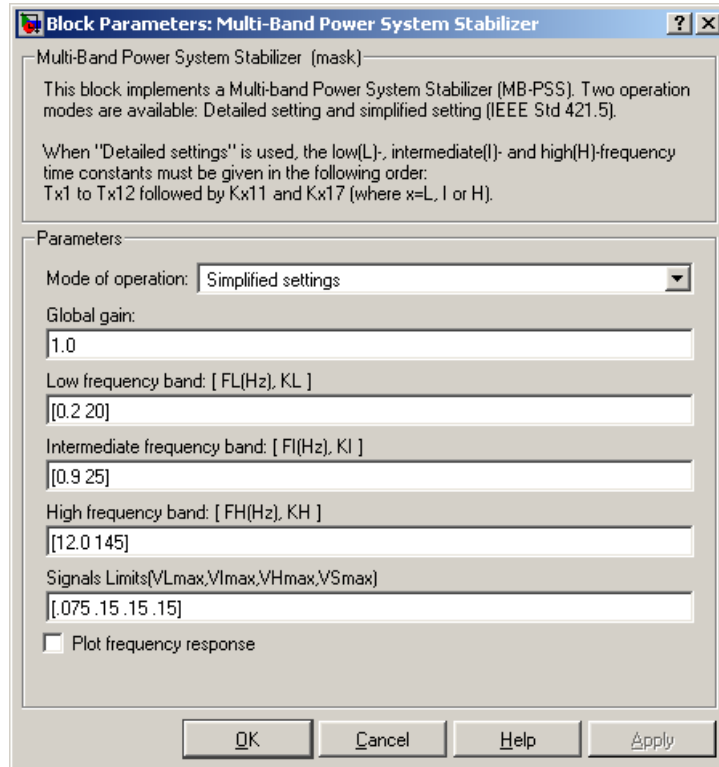 Block Parameters: Multi-Band Power System Stabilizer
Multi-Band Power System Stabilizer (mask)
This block implements a Multi-band Power System Stabilizer (MB-PSS). Two operation
modes are available: Detailed setting and simplified setting (IEEE Std 421.5).
When "Detailed settings" is used, the low(L)-, intermediate(I)- and high(H)-frequency
time constants must be given in the following order:
Tx1 to Tx12 followed by Kx11 and Kx17 (where x=L, I or H).
Parameters
Mode of operation: Simplified settings
Global gain:
1.0
Low frequency band: [ FL(Hz), KL ]
[0.2 20]
Intermediate frequency band: [ FI(Hz), KI ]
[0.9 25]
High frequency band: [ FH(Hz), KH ]
[12.0 145]
Signals Limits(VLmax,VImax,VHmax,VSmax)
[.075 .15 .15 .15]
Plot frequency response
OK Cancel Help Apply